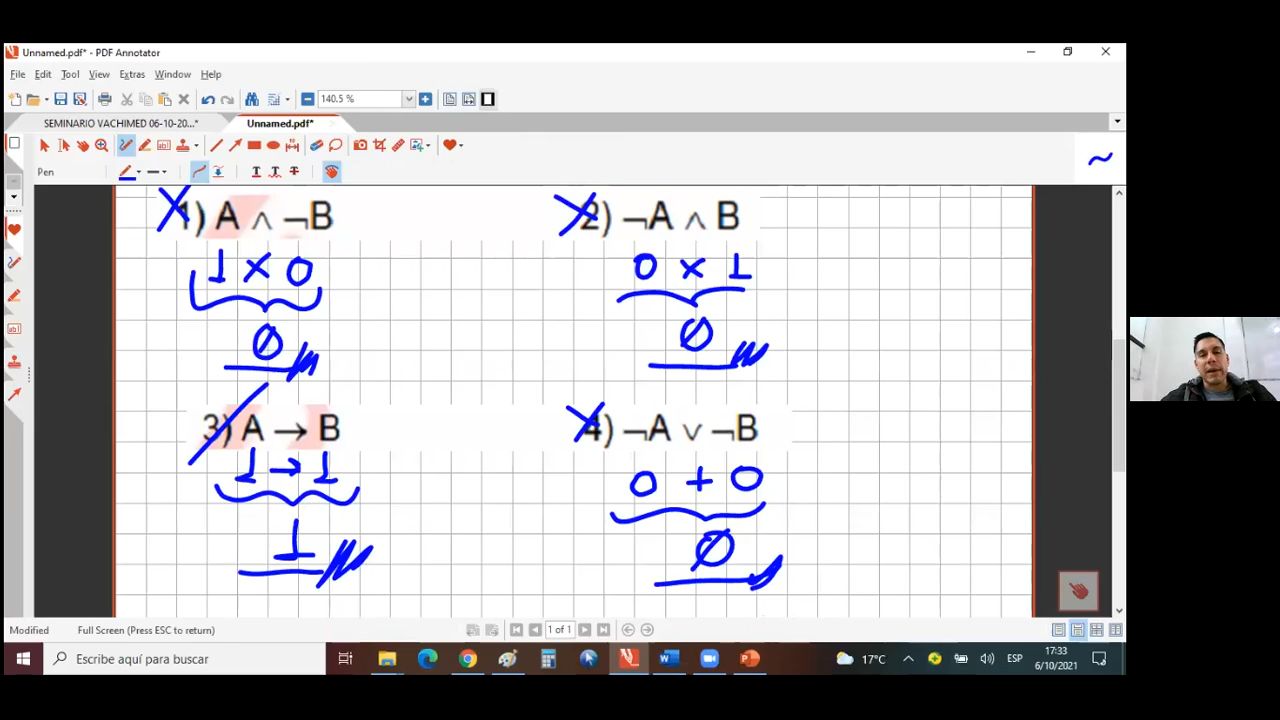 Unnamed.pdf* - PDF Annotator
File Edit Tool View Extras Window Help
140.5 %
SEMINARIO VACHIMED 06-10-20...* Unnamed.pdf*
Pen
1) A ∧ ¬B
2) ¬A ∧ B
1 x 0
0 x 1
0
0
3) A → B
4) ¬A ∨ ¬B
1 → 1
0 + 0
1
0
Modified Full Screen (Press ESC to return) 1 of 1
Escribe aquí para buscar 17°C ESP 17:33
6/10/2021